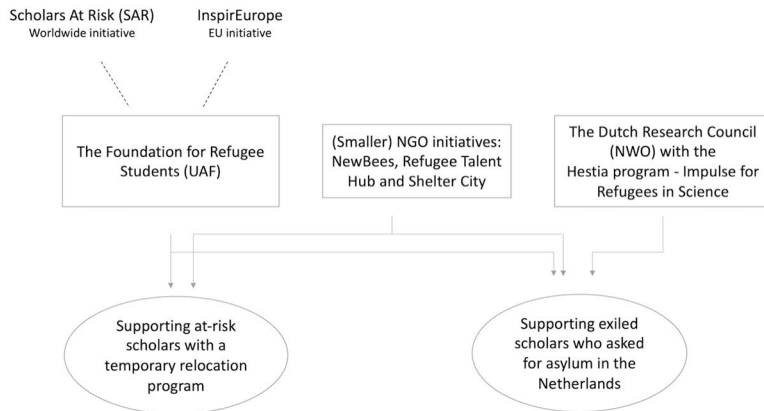 Scholars At Risk (SAR)
Worldwide initiative
InspirEurope
EU initiative
The Foundation for Refugee
Students (UAF)
(Smaller) NGO initiatives:
NewBees, Refugee Talent
Hub and Shelter City
The Dutch Research Council
(NWO) with the
Hestia program - Impulse for
Refugees in Science
Supporting at-risk
scholars with a
temporary relocation
program
Supporting exiled
scholars who asked
for asylum in the
Netherlands